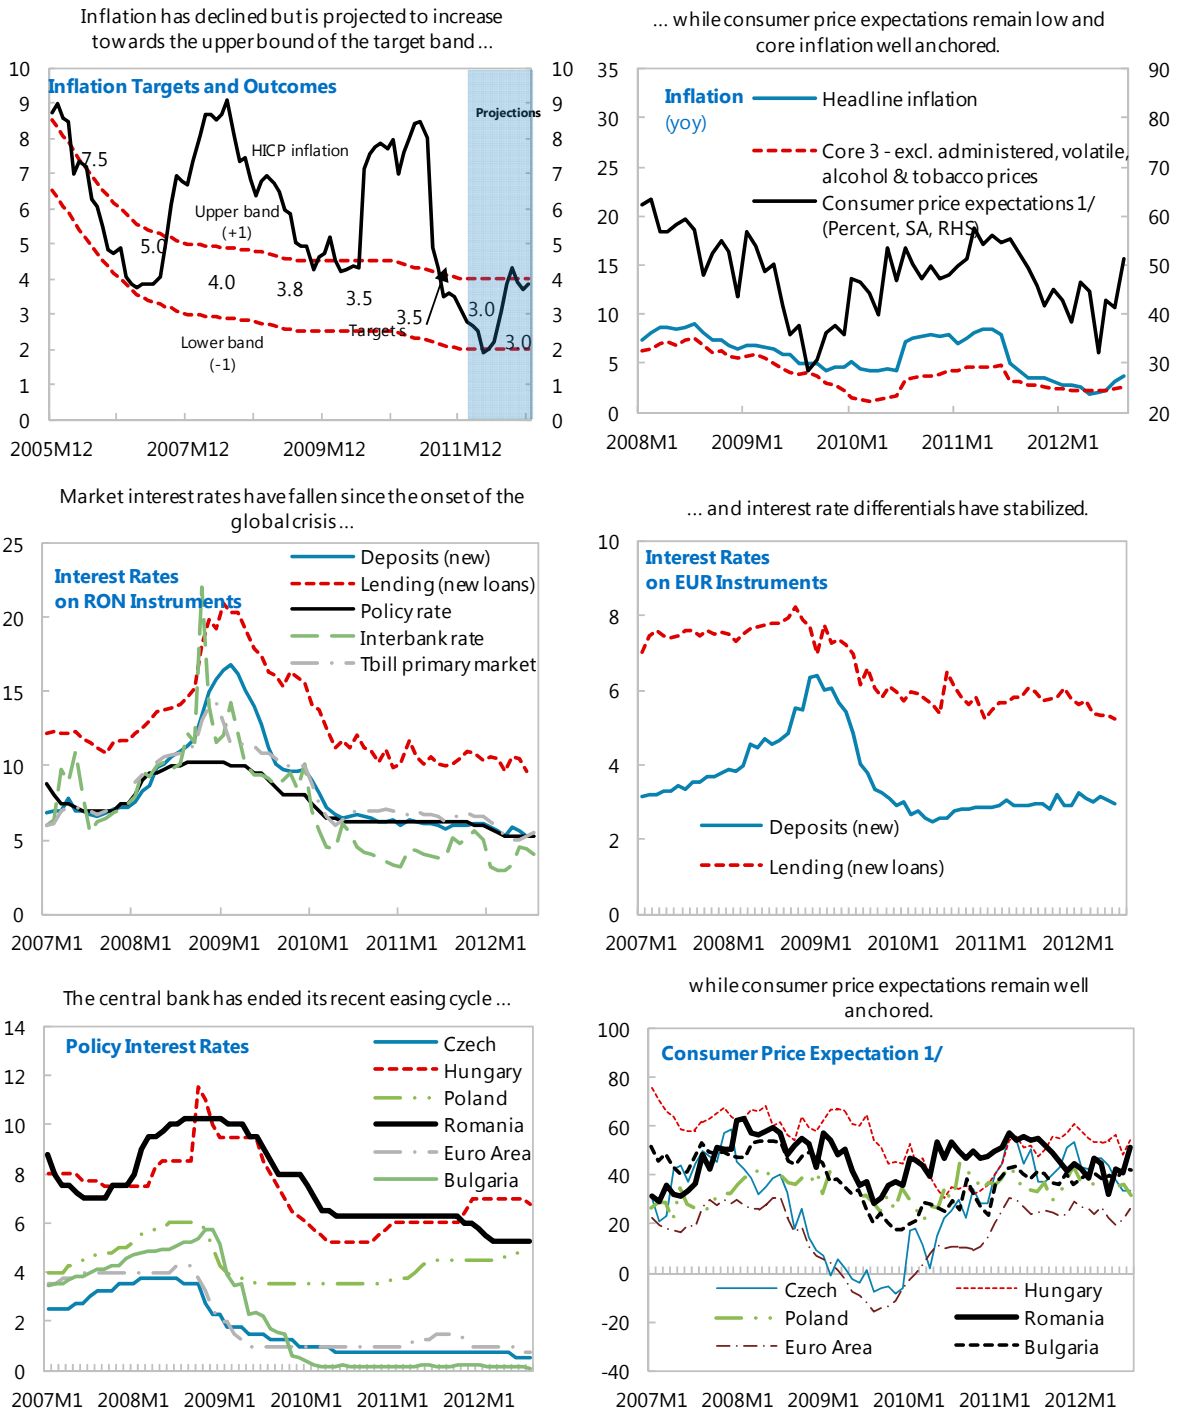 Inflation has declined but is projected to increase
towards the upper bound of the target band ...
10
9
8
7
6
5
4
3
2
1
0
Inflation Targets and Outcomes
Projections
HICP inflation
7.5
Upper band
(+1)
5.0
4.0
3.8
3.5
3.5
3.0
3.0
Targets
Lower band
(-1)
10
9
8
7
6
5
4
3
2
1
0
2005M12
2007M12
2009M12
2011M12
... while consumer price expectations remain low and
core inflation well anchored.
35
30
25
20
15
10
5
0
Inflation
(yoy)
Headline inflation
Core 3 - excl. administered, volatile,
alcohol & tobacco prices
Consumer price expectations 1/
(Percent, SA, RHS)
90
80
70
60
50
40
30
20
2008M1
2009M1
2010M1
2011M1
2012M1
Market interest rates have fallen since the onset of the
global crisis ...
25
20
15
10
5
0
Interest Rates
on RON Instruments
Deposits (new)
Lending (new loans)
Policy rate
Interbank rate
Tbill primary market
2007M1
2008M1
2009M1
2010M1
2011M1
2012M1
... and interest rate differentials have stabilized.
10
8
6
4
2
0
Interest Rates
on EUR Instruments
Deposits (new)
Lending (new loans)
2007M1
2008M1
2009M1
2010M1
2011M1
2012M1
The central bank has ended its recent easing cycle ...
14
12
10
8
6
4
2
0
Policy Interest Rates
Czech
Hungary
Poland
Romania
Euro Area
Bulgaria
2007M1
2008M1
2009M1
2010M1
2011M1
2012M1
while consumer price expectations remain well
anchored.
100
80
60
40
20
0
-20
-40
Consumer Price Expectation 1/
Czech
Hungary
Poland
Romania
Euro Area
Bulgaria
2007M1
2008M1
2009M1
2010M1
2011M1
2012M1